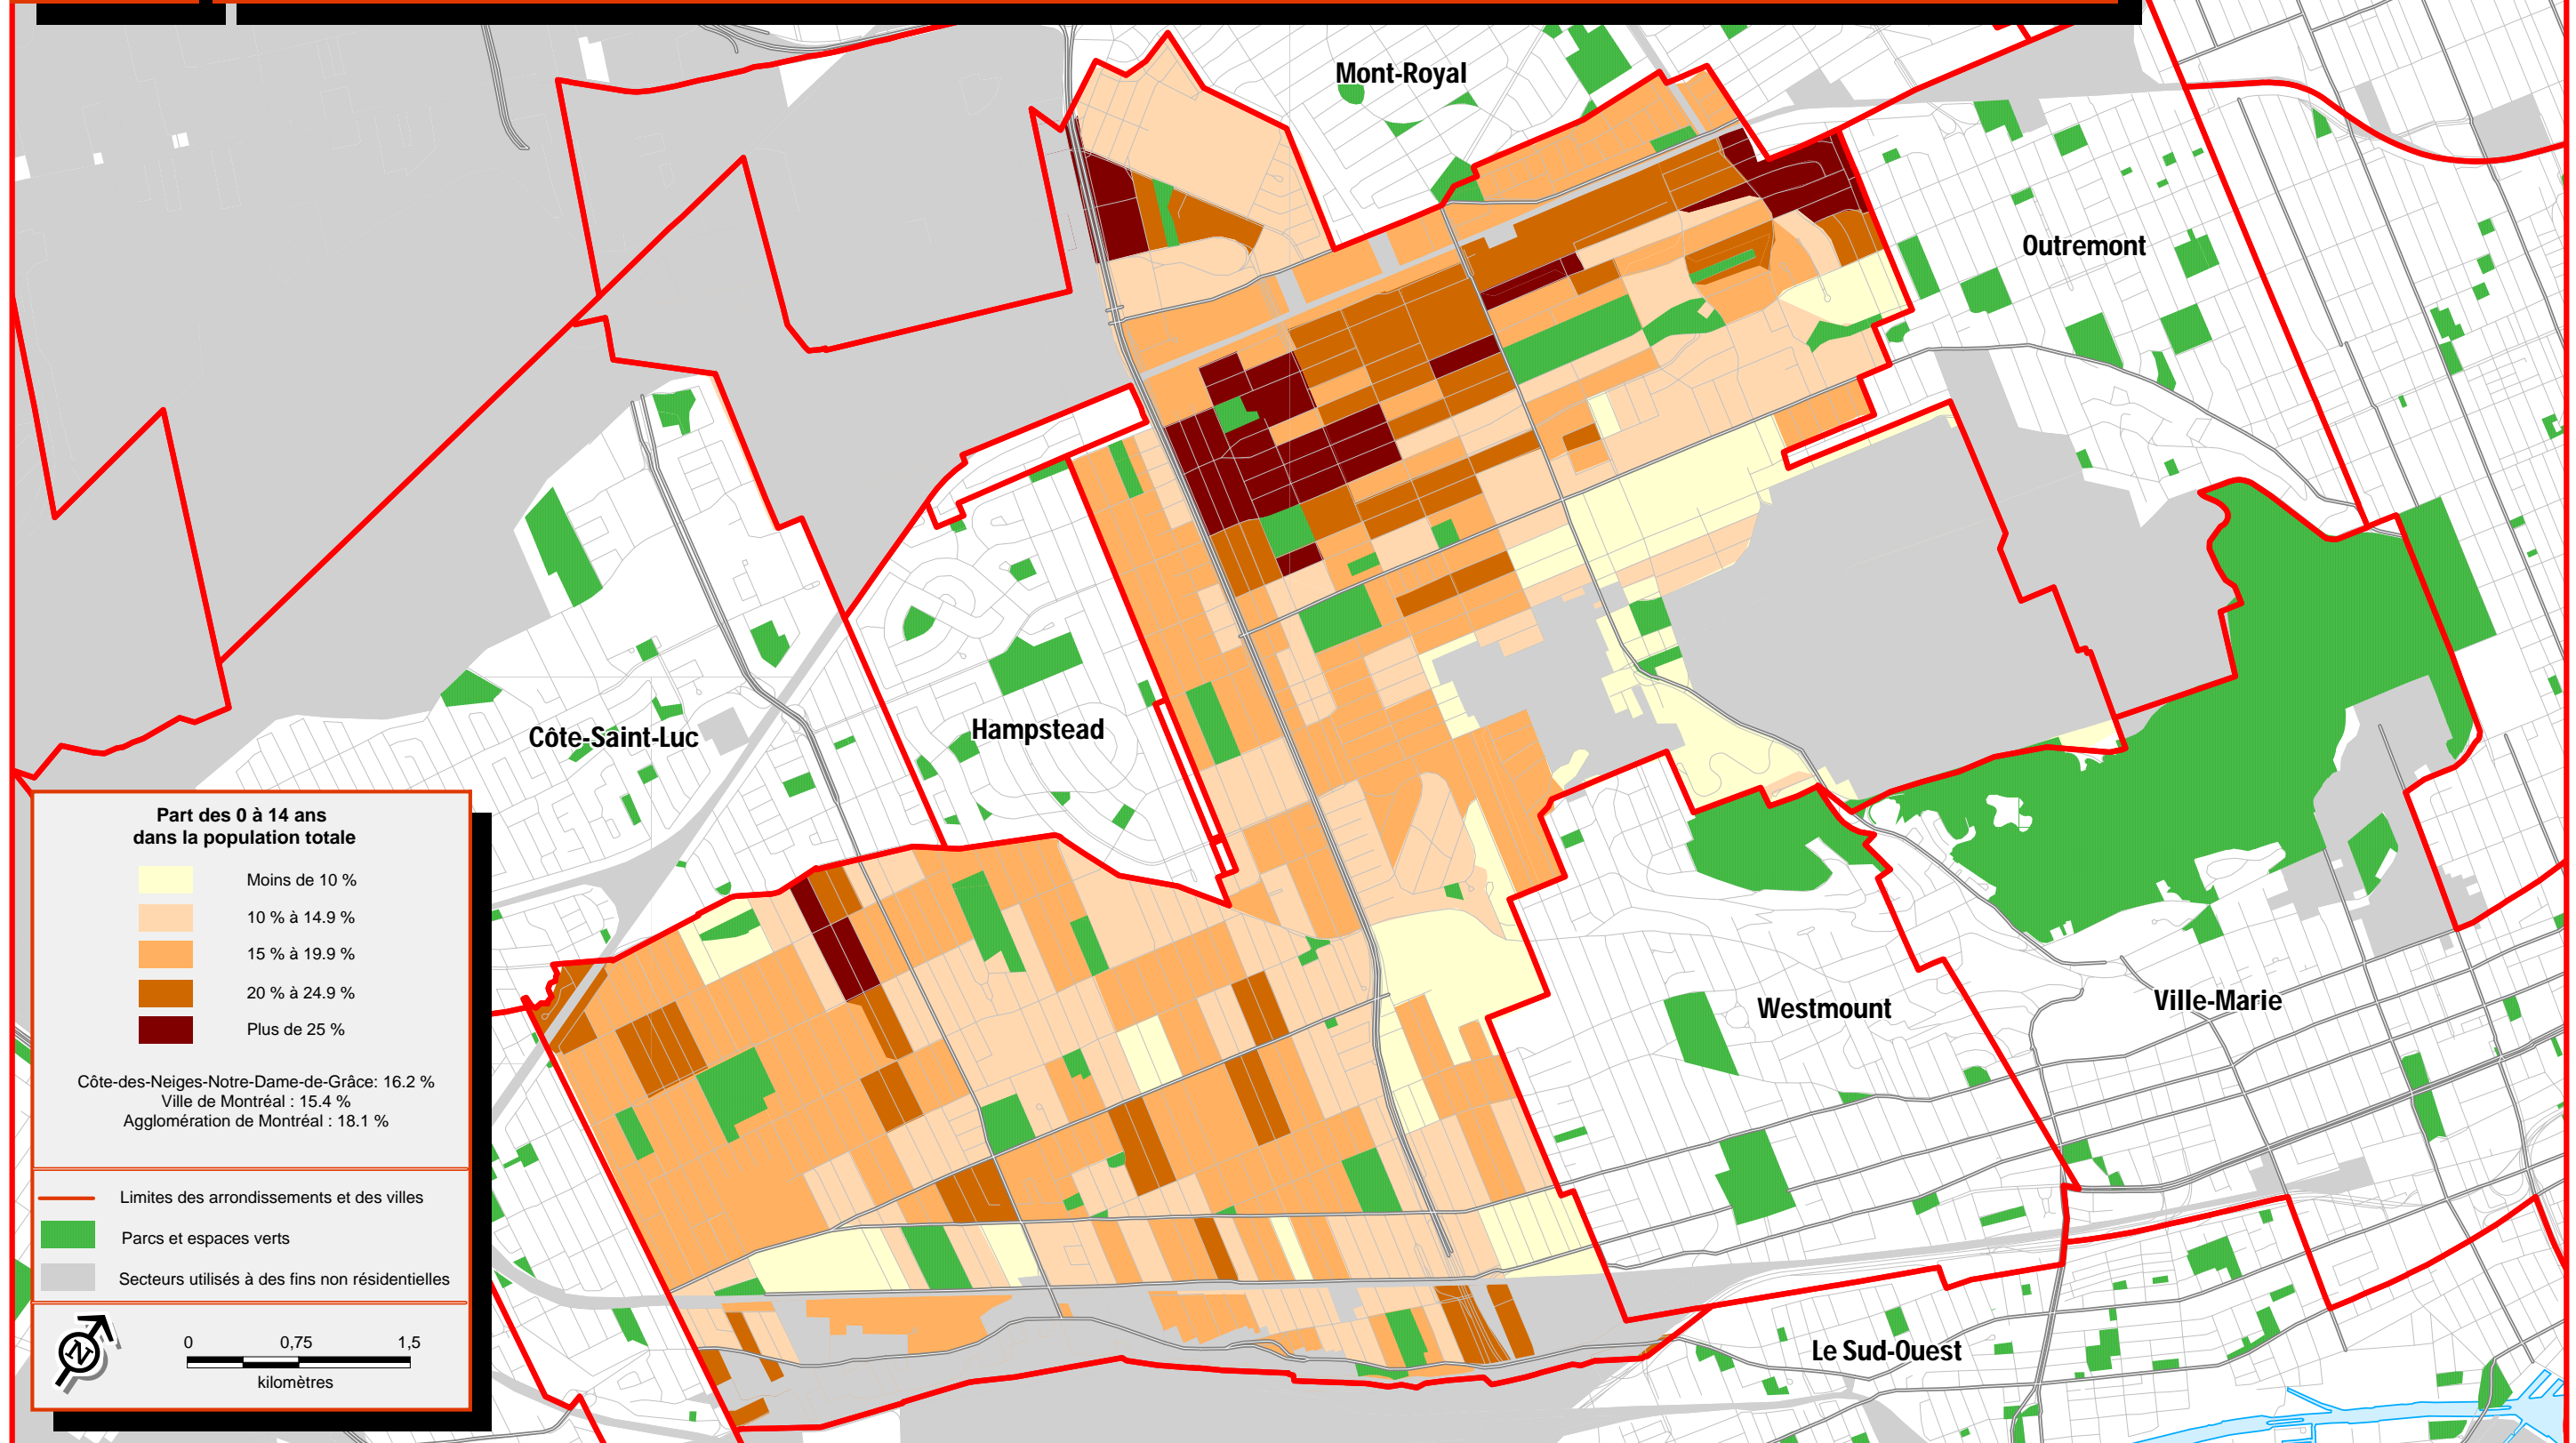 Mont-Royal
Outremont
Côte-Saint-Luc
Hampstead
Westmount
Ville-Marie
Le Sud-Ouest
Part des 0 à 14 ans
dans la population totale
Moins de 10 %
10 % à 14.9 %
15 % à 19.9 %
20 % à 24.9 %
Plus de 25 %
Côte-des-Neiges-Notre-Dame-de-Grâce: 16.2 %
Ville de Montréal : 15.4 %
Agglomération de Montréal : 18.1 %
Limites des arrondissements et des villes
Parcs et espaces verts
Secteurs utilisés à des fins non résidentielles
N
0 0,75 1,5
kilomètres